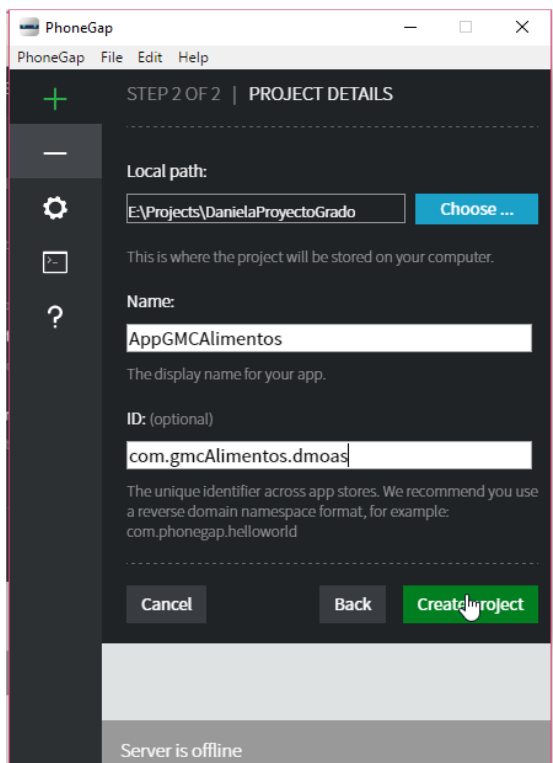 PhoneGap
PhoneGap File Edit Help
STEP 2 OF 2 | PROJECT DETAILS
Local path:
E:\Projects\DanielaProyectoGrado
Choose ...
This is where the project will be stored on your computer.
Name:
AppGMCAlimentos
The display name for your app.
ID: (optional)
com.gmcAlimentos.dmoas
The unique identifier across app stores. We recommend you use
a reverse domain namespace format, for example:
com.phonegap.helloworld
Cancel
Back
Create project
Server is offline